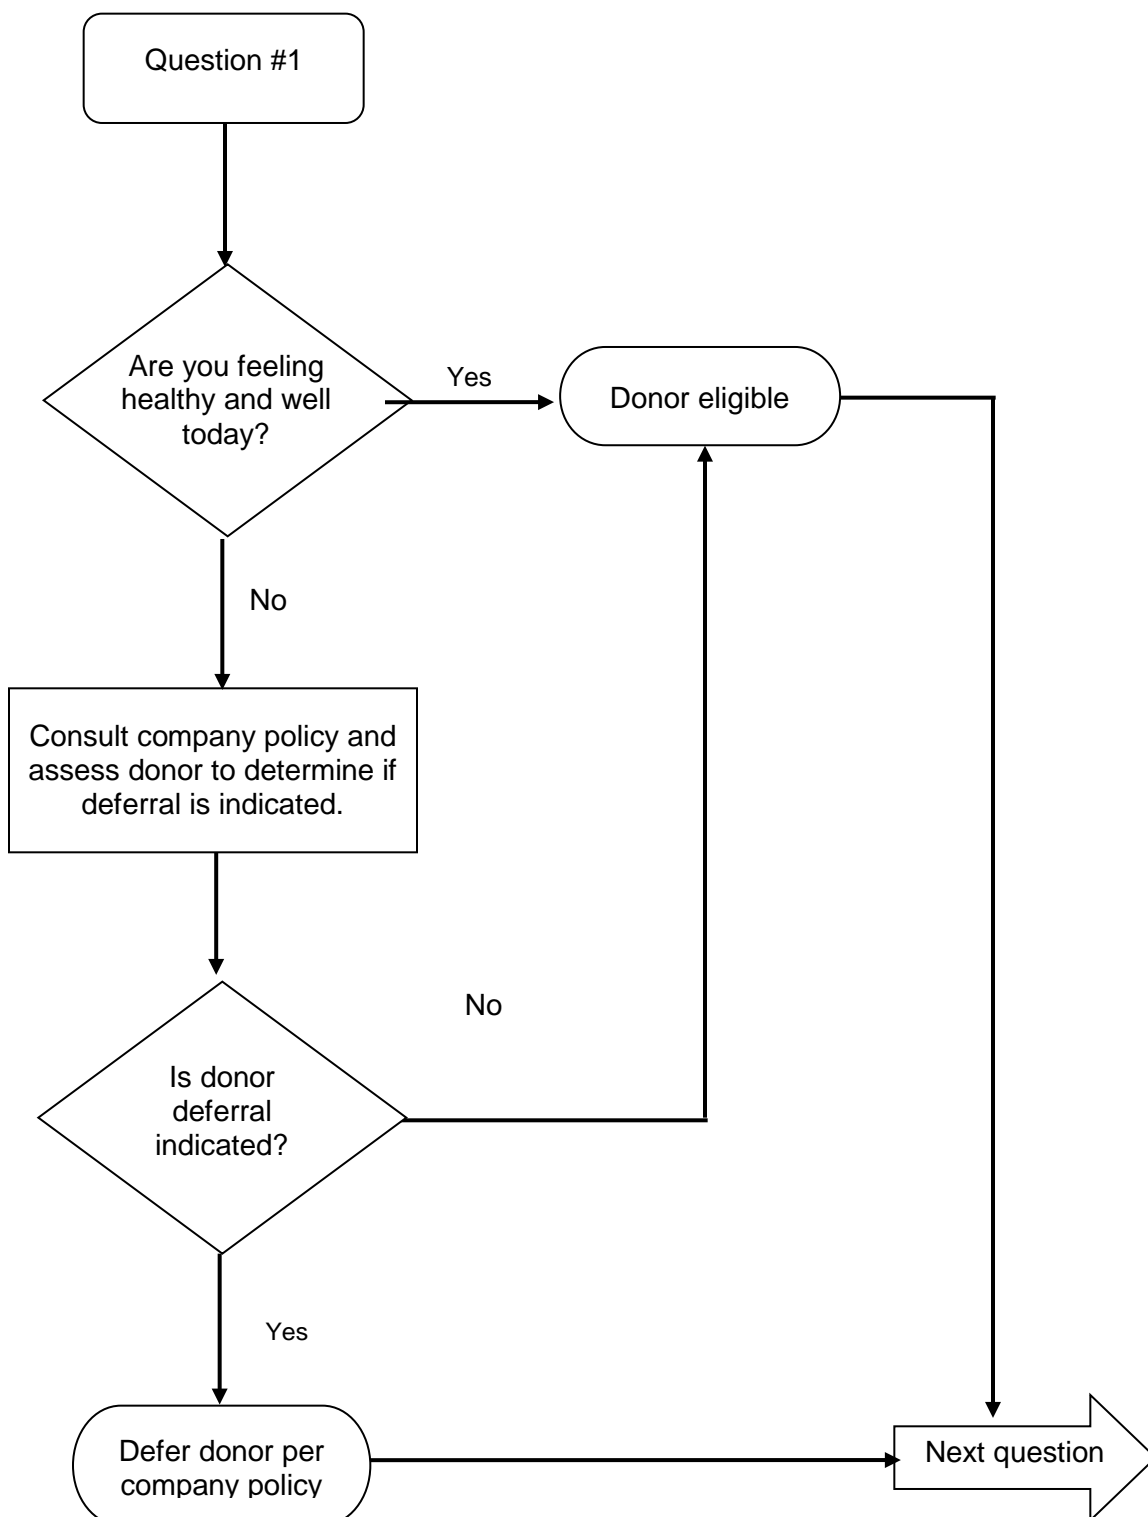 Question #1
Are you feeling
healthy and well
today?
Yes
Donor eligible
No
Consult company policy and
assess donor to determine if
deferral is indicated.
No
Is donor
deferral
indicated?
Yes
Defer donor per
company policy
Next question